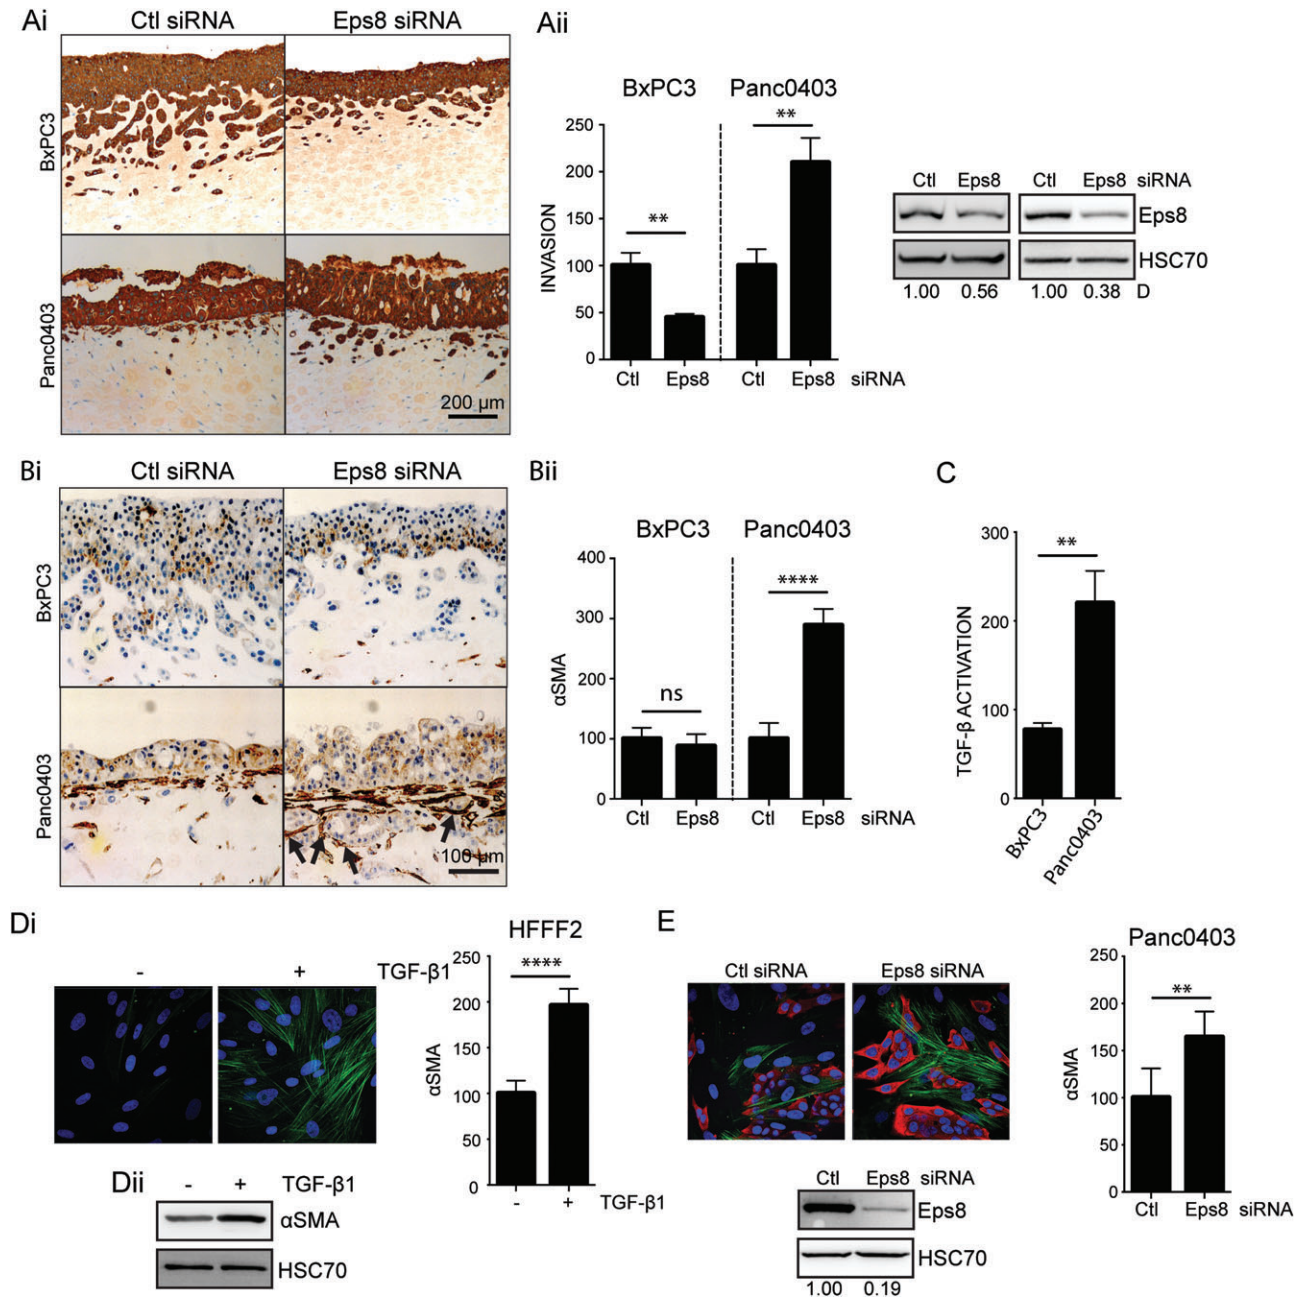 Ai
Ctl siRNA Eps8 siRNA
BxPC3
Panc0403
200 µm
Aii
BxPC3 Panc0403
INVASION
250
200
150
100
50
0
** **
Ctl Eps8 Ctl Eps8 siRNA
Ctl Eps8 Ctl Eps8 siRNA
Eps8
HSC70
1.00 0.56 1.00 0.38 D
Bi
Ctl siRNA Eps8 siRNA
BxPC3
Panc0403
100 µm
Bii
BxPC3 Panc0403
αSMA
400
300
200
100
0
ns ****
Ctl Eps8 Ctl Eps8 siRNA
C
TGF-β ACTIVATION
300
200
100
0
**
BxPC3
Panc0403
Di
- + TGF-β1
HFFF2
αSMA
250
200
150
100
50
0
****
- + TGF-β1
Dii
- + TGF-β1
αSMA
HSC70
E
Ctl siRNA Eps8 siRNA
Ctl Eps8 siRNA
Eps8
HSC70
1.00 0.19
Panc0403
αSMA
250
200
150
100
50
0
**
Ctl Eps8 siRNA